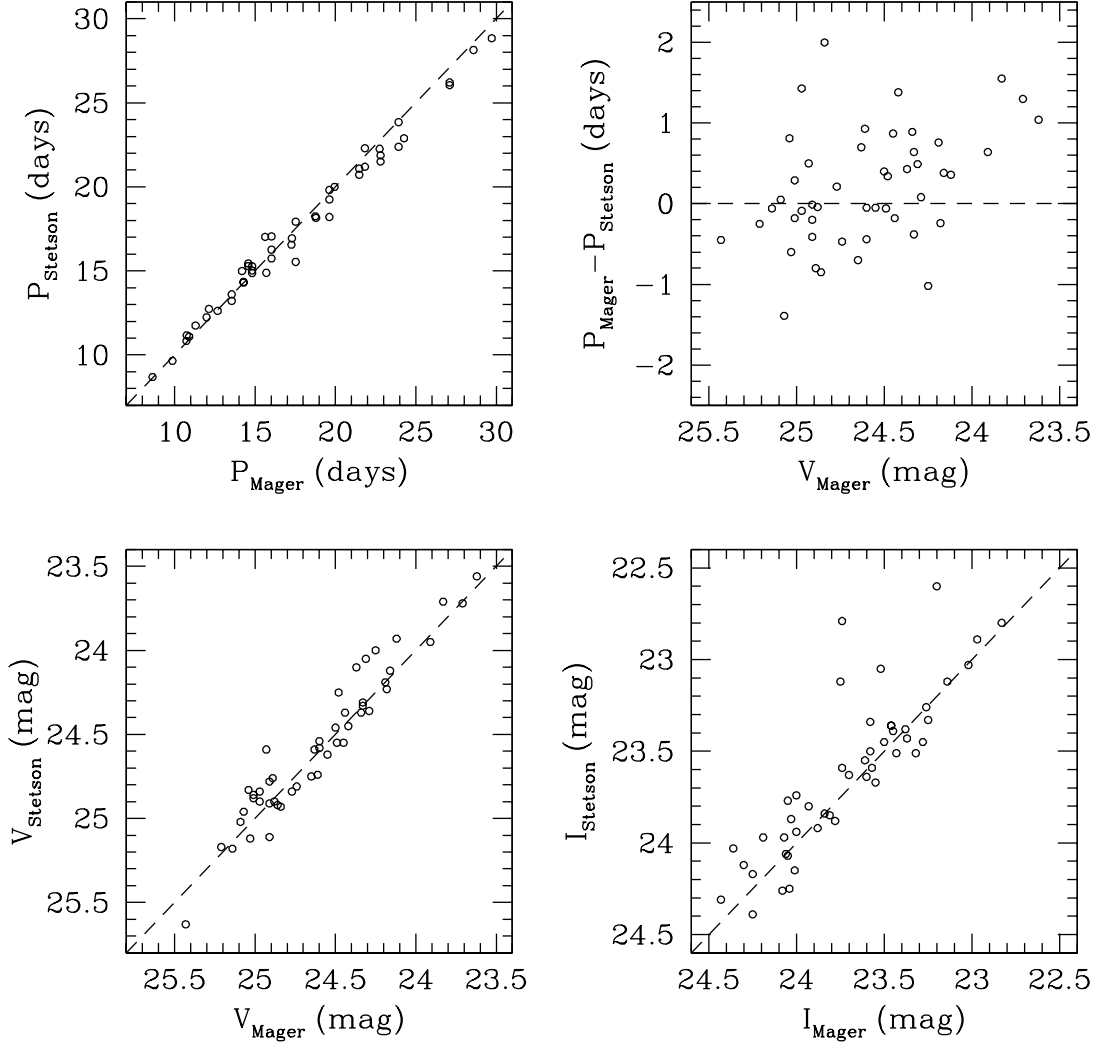 30
25
20
15
10
P_Stetson (days)
10 15 20 25 30
P_Mager (days)
2
1
0
−1
−2
P_Mager−P_Stetson (days)
25.5 25 24.5 24 23.5
V_Mager (mag)
23.5
24
24.5
25
25.5
V_Stetson (mag)
25.5 25 24.5 24 23.5
V_Mager (mag)
22.5
23
23.5
24
24.5
I_Stetson (mag)
24.5 24 23.5 23 22.5
I_Mager (mag)